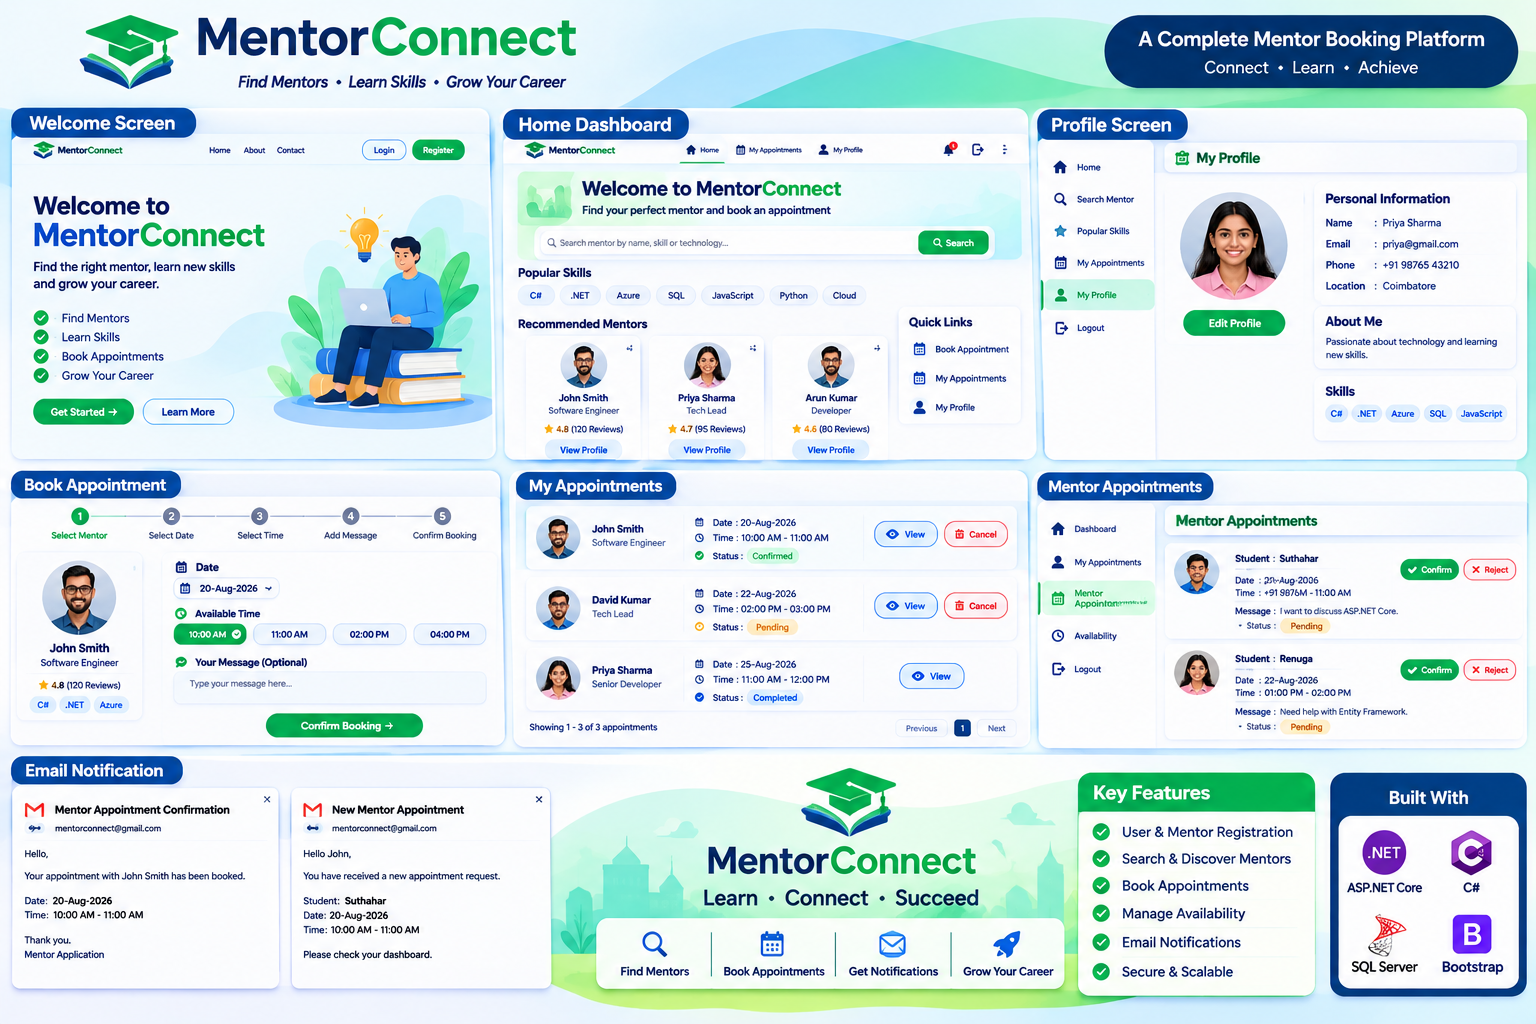 MentorConnect
Find Mentors • Learn Skills • Grow Your Career
A Complete Mentor Booking Platform
Connect • Learn • Achieve
Welcome Screen
MentorConnect
Home About Contact
Login Register
Welcome to
MentorConnect
Find the right mentor, learn new skills
and grow your career.
Find Mentors
Learn Skills
Book Appointments
Grow Your Career
Get Started →
Learn More
Home Dashboard
MentorConnect
Home My Appointments My Profile
Welcome to MentorConnect
Find your perfect mentor and book an appointment
Search mentor by name, skill or technology...
Search
Popular Skills
C# .NET Azure SQL JavaScript Python Cloud
Recommended Mentors
John Smith
Software Engineer
4.8 (120 Reviews)
View Profile
Priya Sharma
Tech Lead
4.7 (95 Reviews)
View Profile
Arun Kumar
Developer
4.6 (80 Reviews)
View Profile
Quick Links
Book Appointment
My Appointments
My Profile
Profile Screen
Home
Search Mentor
Popular Skills
My Appointments
My Profile
Logout
My Profile
Edit Profile
Personal Information
Name : Priya Sharma
Email : priya@gmail.com
Phone : +91 98765 43210
Location : Coimbatore
About Me
Passionate about technology and learning
new skills.
Skills
C# .NET Azure SQL JavaScript
Book Appointment
1 2 3 4 5
Select Mentor Select Date Select Time Add Message Confirm Booking
John Smith
Software Engineer
4.8 (120 Reviews)
C# .NET Azure
Date
20-Aug-2026
Available Time
10:00 AM 11:00 AM 02:00 PM 04:00 PM
Your Message (Optional)
Type your message here...
Confirm Booking →
My Appointments
John Smith
Software Engineer
Date : 20-Aug-2026
Time : 10:00 AM - 11:00 AM
Status : Confirmed
View Cancel
David Kumar
Tech Lead
Date : 22-Aug-2026
Time : 02:00 PM - 03:00 PM
Status : Pending
View Cancel
Priya Sharma
Senior Developer
Date : 25-Aug-2026
Time : 11:00 AM - 12:00 PM
Status : Completed
View
Showing 1 - 3 of 3 appointments
Previous 1 Next
Mentor Appointments
Dashboard
My Appointments
Mentor
Availability
Logout
Mentor Appointments
Student : Suthahar
Date :
Time : +91 9876M - 11:00 AM
Message : I want to discuss ASP.NET Core.
• Status : Pending
Confirm Reject
Student : Renuga
Date : 22-Aug-2026
Time : 01:00 PM - 02:00 PM
Message : Need help with Entity Framework.
• Status : Pending
Confirm Reject
Email Notification
Mentor Appointment Confirmation
mentorconnect@gmail.com
Hello,
Your appointment with John Smith has been booked.
Date: 20-Aug-2026
Time: 10:00 AM - 11:00 AM
Thank you,
Mentor Application
New Mentor Appointment
mentorconnect@gmail.com
Hello John,
You have received a new appointment request.
Student: Suthahar
Date: 20-Aug-2026
Time: 10:00 AM - 11:00 AM
Please check your dashboard.
MentorConnect
Learn • Connect • Succeed
Find Mentors
Book Appointments
Get Notifications
Grow Your Career
Key Features
User & Mentor Registration
Search & Discover Mentors
Book Appointments
Manage Availability
Email Notifications
Secure & Scalable
Built With
.NET
ASP.NET Core
C
C#
SQL Server
B
Bootstrap